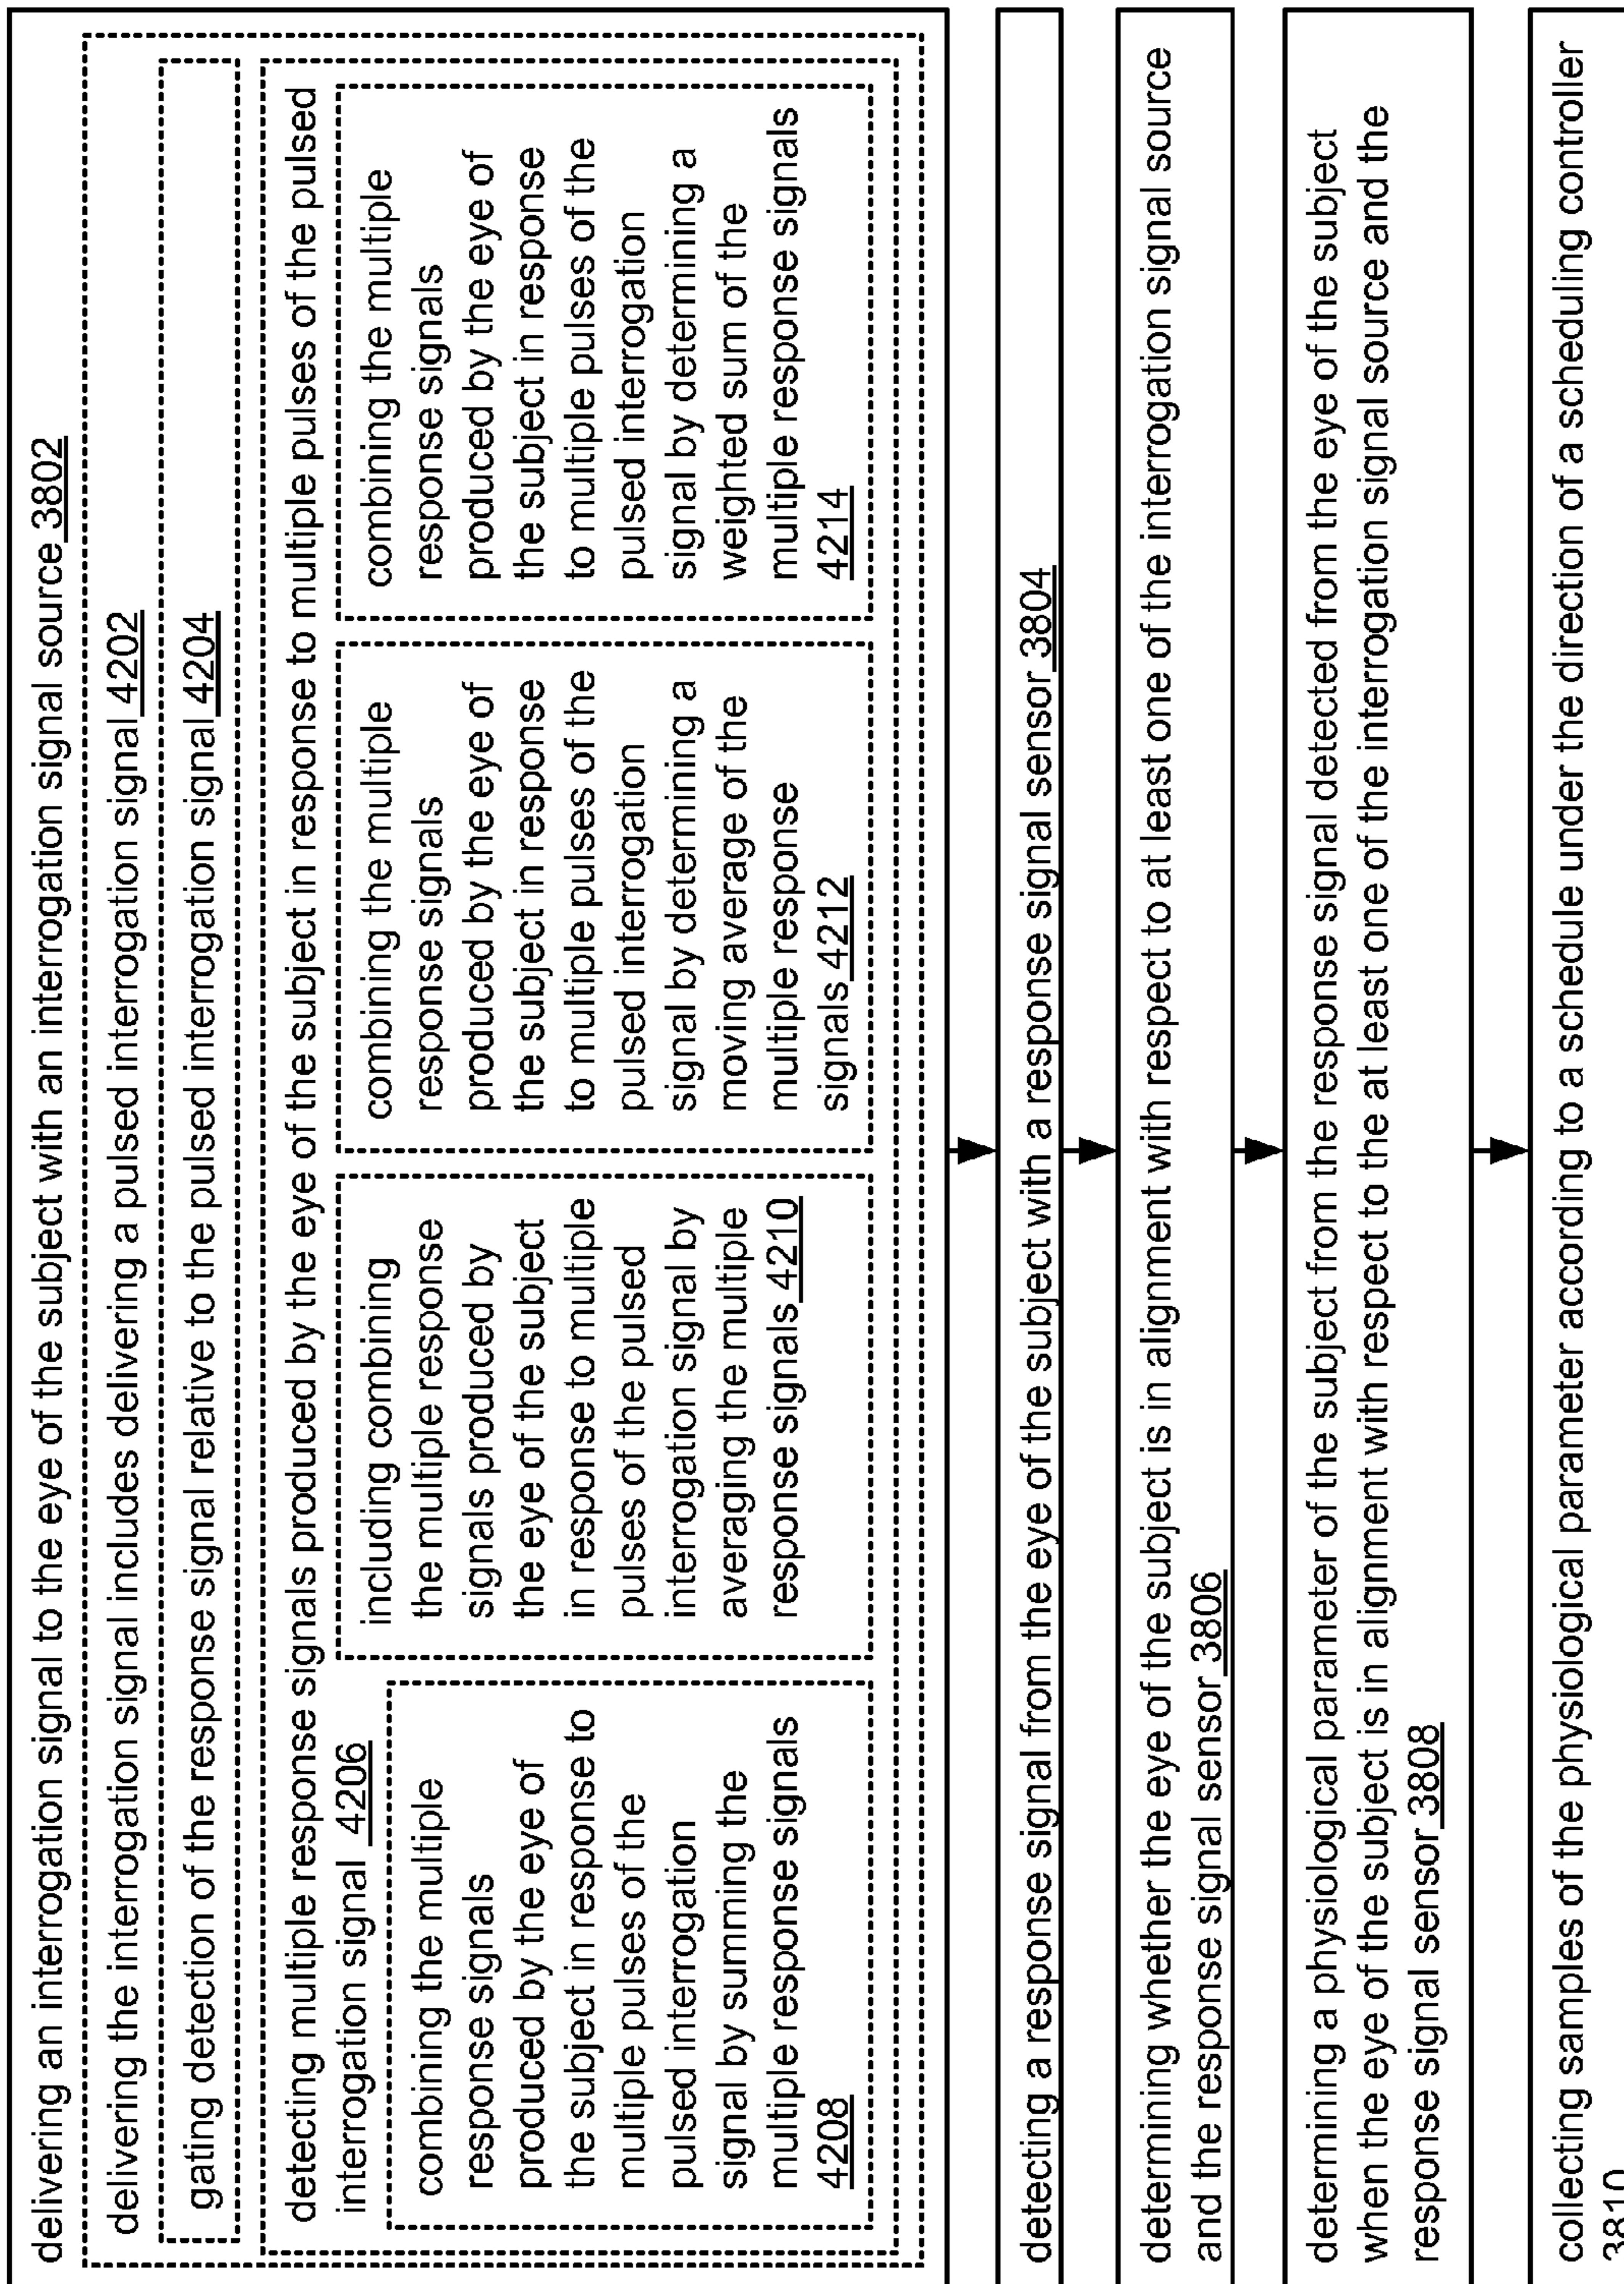 delivering an interrogation signal to the eye of the subject with an interrogation signal source 3802
delivering the interrogation signal includes delivering a pulsed interrogation signal 4202
gating detection of the response signal relative to the pulsed interrogation signal 4204
detecting multiple response signals produced by the eye of the subject in response to multiple pulses of the pulsed
interrogation signal 4206
combining the multiple
response signals
produced by the eye of
the subject in response to
multiple pulses of the
pulsed interrogation
signal by summing the
multiple response signals
4208
including combining
the multiple response
signals produced by
the eye of the subject
in response to multiple
pulses of the pulsed
interrogation signal by
averaging the multiple
response signals 4210
combining the multiple
response signals
produced by the eye of
the subject in response
to multiple pulses of the
pulsed interrogation
signal by determining a
moving average of the
multiple response
signals 4212
combining the multiple
response signals
produced by the eye of
the subject in response
to multiple pulses of the
pulsed interrogation
signal by determining a
weighted sum of the
multiple response signals
4214
detecting a response signal from the eye of the subject with a response signal sensor 3804
determining whether the eye of the subject is in alignment with respect to at least one of the interrogation signal source
and the response signal sensor 3806
determining a physiological parameter of the subject from the response signal detected from the eye of the subject
when the eye of the subject is in alignment with respect to the at least one of the interrogation signal source and the
response signal sensor 3808
collecting samples of the physiological parameter according to a schedule under the direction of a scheduling controller
3810